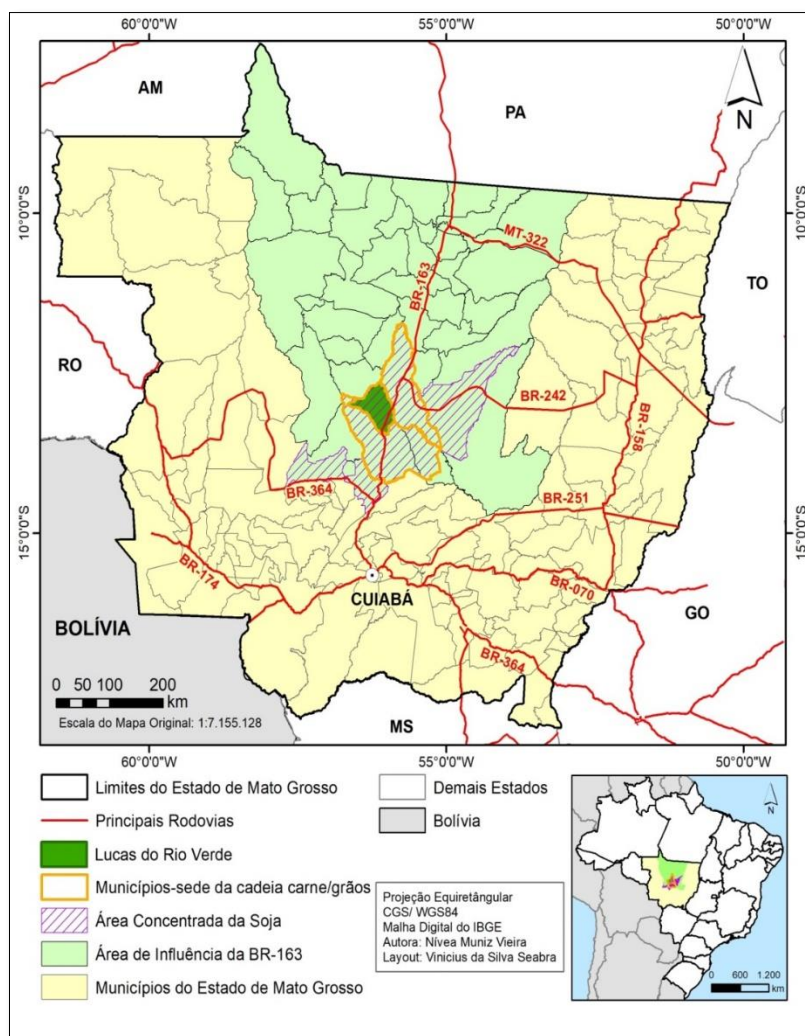 60°0'0"W 55°0'0"W 50°0'0"W
AM
PA
N
10°0'0"S 10°0'0"S
MT-322
BR-163
TO
RO
BR-242
BR-158
BR-364
BR-251
15°0'0"S 15°0'0"S
BR-174
CUIABÁ
BR-070
GO
BOLÍVIA
BR-364
0 50 100 200
km
Escala do Mapa Original: 1:7.155.128
MS
60°0'0"W 55°0'0"W 50°0'0"W
Limites do Estado de Mato Grosso
Principais Rodovias
Lucas do Rio Verde
Municípios-sede da cadeia carne/grãos
Área Concentrada da Soja
Área de Influência da BR-163
Municípios do Estado de Mato Grosso
Demais Estados
Bolívia
Projeção Equiretângular
CGS/ WGS84
Malha Digital do IBGE
Autora: Nívea Muniz Vieira
Layout: Vinicius da Silva Seabra
N
0 600 1.200
km